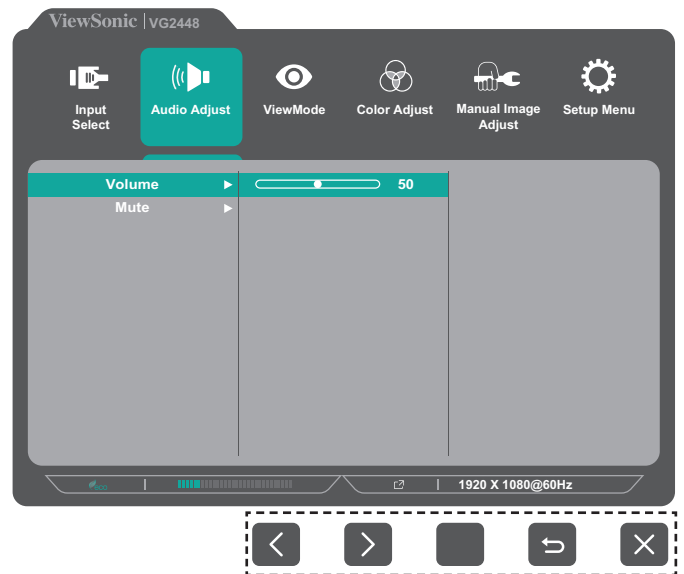 ViewSonic | VG2448
Input
Select
Audio Adjust
ViewMode
Color Adjust
Manual Image
Adjust
Setup Menu
Volume
50
Mute
eco
1920 X 1080@60Hz